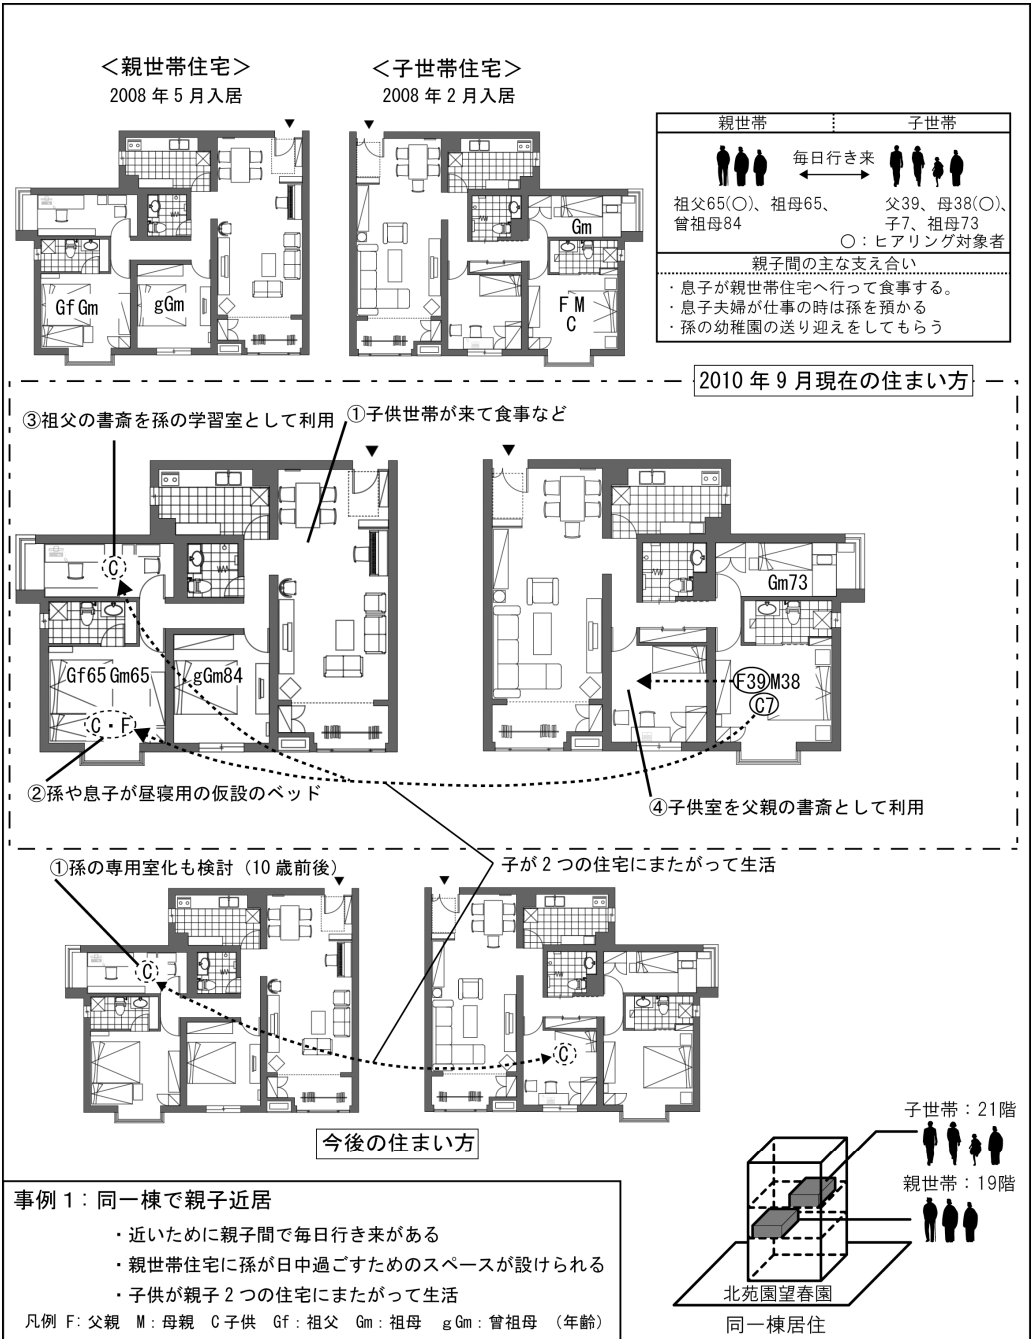 <親世帯住宅>
2008 年 5 月入居
<子世帯住宅>
2008 年 2 月入居
親世帯
子世帯
毎日行き来
祖父65(○)、祖母65、
曾祖母84
父39、母38(○)、
子7、祖母73
○：ヒアリング対象者
親子間の主な支え合い
・息子が親世帯住宅へ行って食事する。
・息子夫婦が仕事の時は孫を預かる
・孫の幼稚園の送り迎えをしてもらう
Gf Gm
gGm
Gm
F M
C
2010 年 9 月現在の住まい方
③祖父の書斎を孫の学習室として利用
①子供世帯が来て食事など
C
Gf65 Gm65
gGm84
C・F
Gm73
F39 M38
C7
②孫や息子が昼寝用の仮設のベッド
④子供室を父親の書斎として利用
①孫の専用室化も検討（10 歳前後）
子が 2 つの住宅にまたがって生活
C
C
今後の住まい方
子世帯：21階
親世帯：19階
北苑園望春園
同一棟居住
事例 1：同一棟で親子近居
・近いために親子間で毎日行き来がある
・親世帯住宅に孫が日中過ごすためのスペースが設けられる
・子供が親子 2 つの住宅にまたがって生活
凡例 F：父親 M：母親 C 子供 Gf：祖父 Gm：祖母 gGm：曾祖母 （年齢）